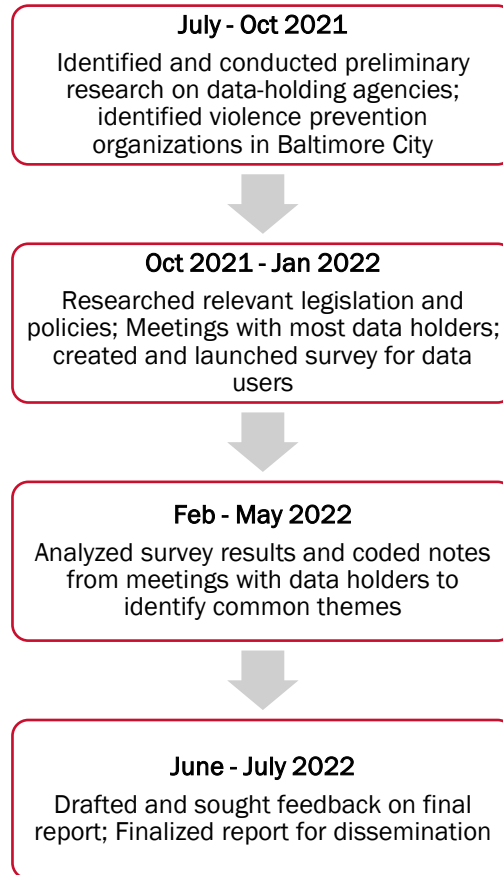 July - Oct 2021
Identified and conducted preliminary
research on data-holding agencies;
identified violence prevention
organizations in Baltimore City
Oct 2021 - Jan 2022
Researched relevant legislation and
policies; Meetings with most data holders;
created and launched survey for data
users
Feb - May 2022
Analyzed survey results and coded notes
from meetings with data holders to
identify common themes
June - July 2022
Drafted and sought feedback on final
report; Finalized report for dissemination